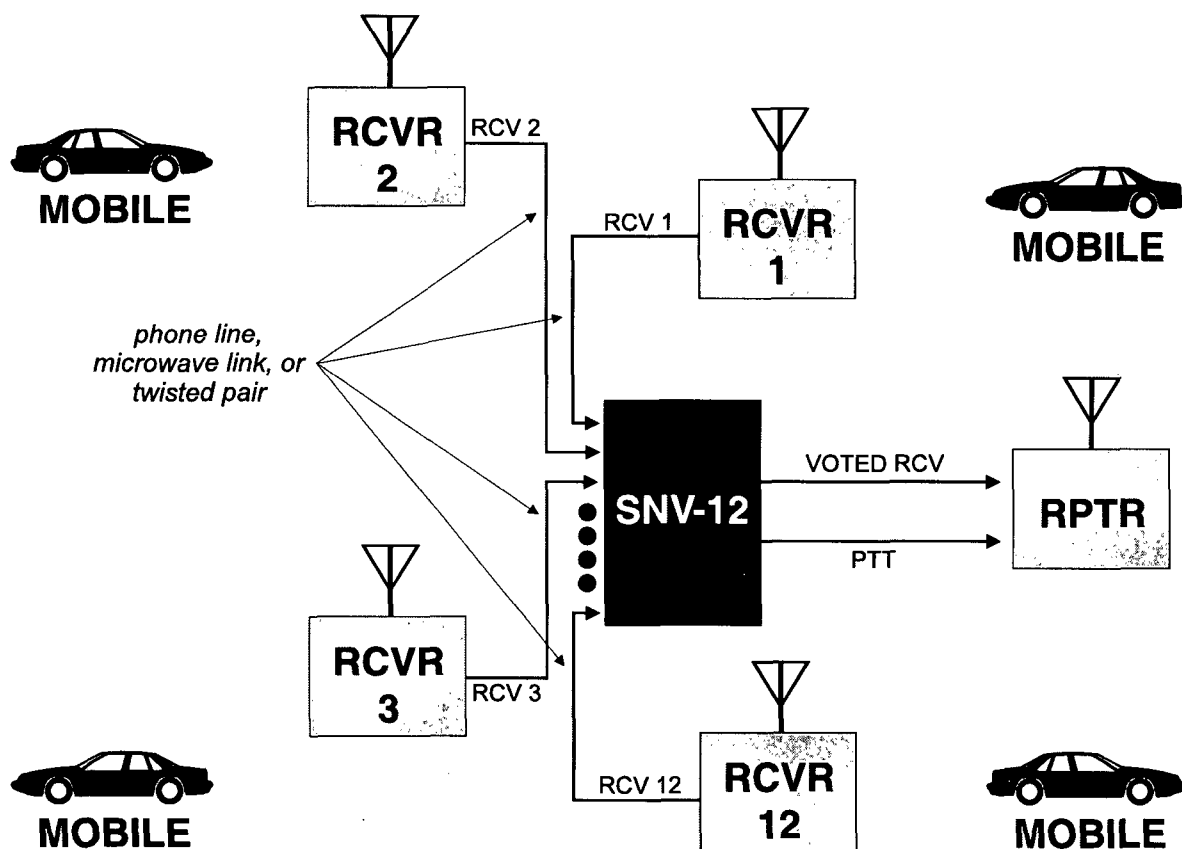 RCVR
2
RCV 2
MOBILE
RCV 1
RCVR
1
MOBILE
phone line,
microwave link, or
twisted pair
SNV-12
VOTED RCV
PTT
RPTR
RCVR
3
RCV 3
MOBILE
RCV 12
RCVR
12
MOBILE